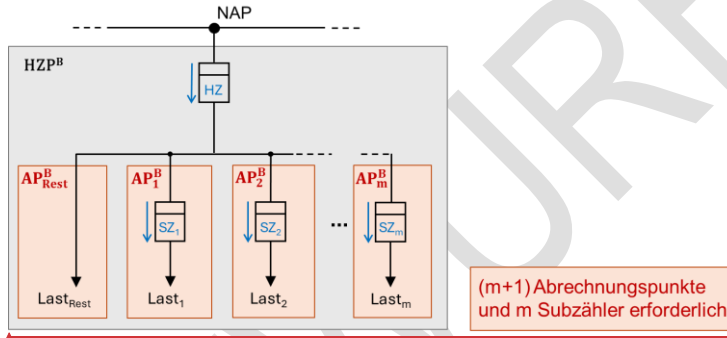 NAP
HZP^B
HZ
AP^B_Rest
AP^B_1
AP^B_2
AP^B_m
SZ_1
SZ_2
...
SZ_m
Last_Rest
Last_1
Last_2
Last_m
(m+1) Abrechnungspunkte
und m Subzähler erforderlich